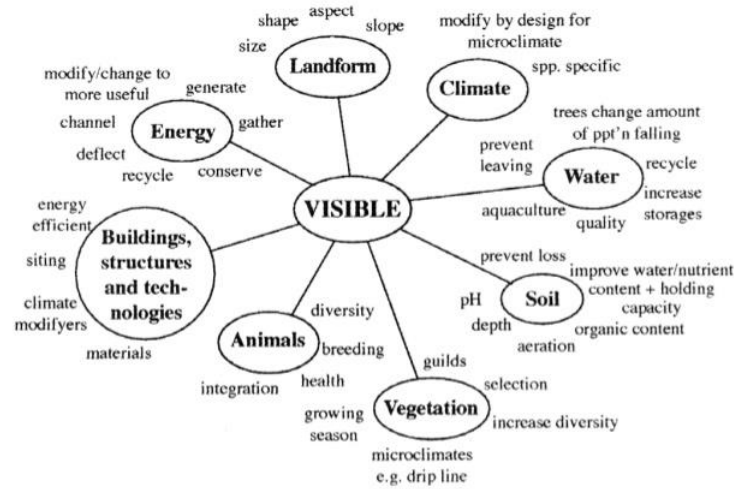 shape
aspect
slope
size
Landform
modify by design for
microclimate
spp. specific
Climate
modify/change to
more useful
generate
channel
Energy
gather
deflect
recycle
conserve
trees change amount
of ppt'n falling
prevent
leaving
Water
recycle
increase
storages
aquaculture
quality
VISIBLE
energy
efficient
Buildings,
structures
and tech-
nologies
siting
climate
modifyers
materials
prevent loss
improve water/nutrient
content + holding
capacity
pH
Soil
depth
organic content
aeration
diversity
Animals
breeding
integration
health
guilds
selection
growing
season
Vegetation
increase diversity
microclimates
e.g. drip line